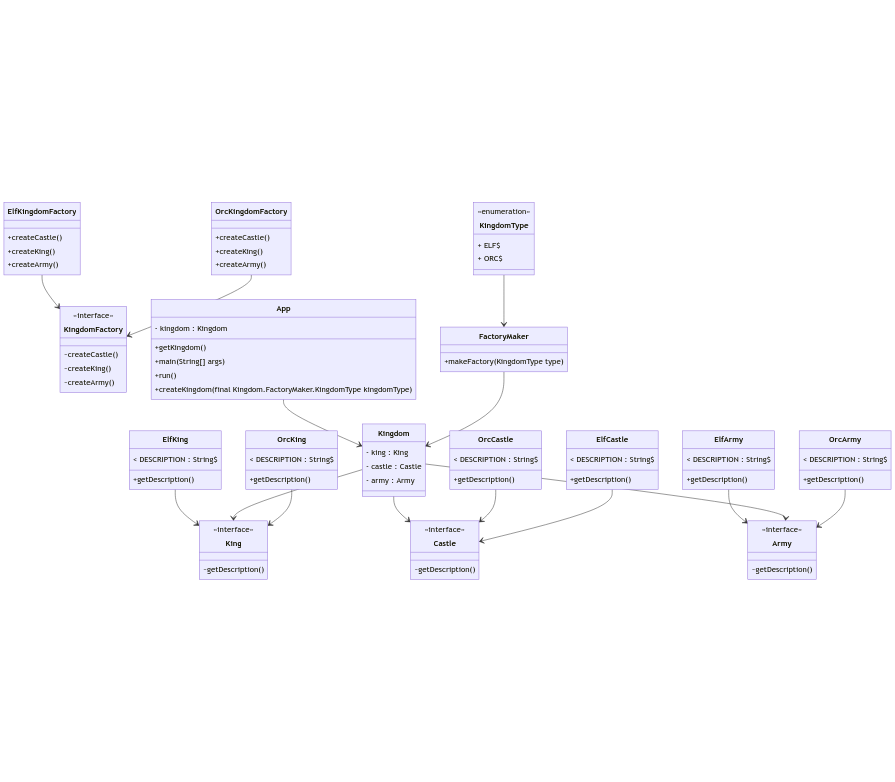 ElfKingdomFactory
+createCastle()
+createKing()
+createArmy()
OrcKingdomFactory
+createCastle()
+createKing()
+createArmy()
«enumeration»
KingdomType
+ ELF$
+ ORC$
«interface»
KingdomFactory
~createCastle()
~createKing()
~createArmy()
App
- kingdom : Kingdom
+getKingdom()
+main(String[] args)
+run()
+createKingdom(final Kingdom.FactoryMaker.KingdomType kingdomType)
FactoryMaker
+makeFactory(KingdomType type)
ElfKing
< DESCRIPTION : String$
+getDescription()
OrcKing
< DESCRIPTION : String$
+getDescription()
Kingdom
- king : King
- castle : Castle
- army : Army
OrcCastle
< DESCRIPTION : String$
+getDescription()
ElfCastle
< DESCRIPTION : String$
+getDescription()
ElfArmy
< DESCRIPTION : String$
+getDescription()
OrcArmy
< DESCRIPTION : String$
+getDescription()
«interface»
King
~getDescription()
«interface»
Castle
~getDescription()
«interface»
Army
~getDescription()